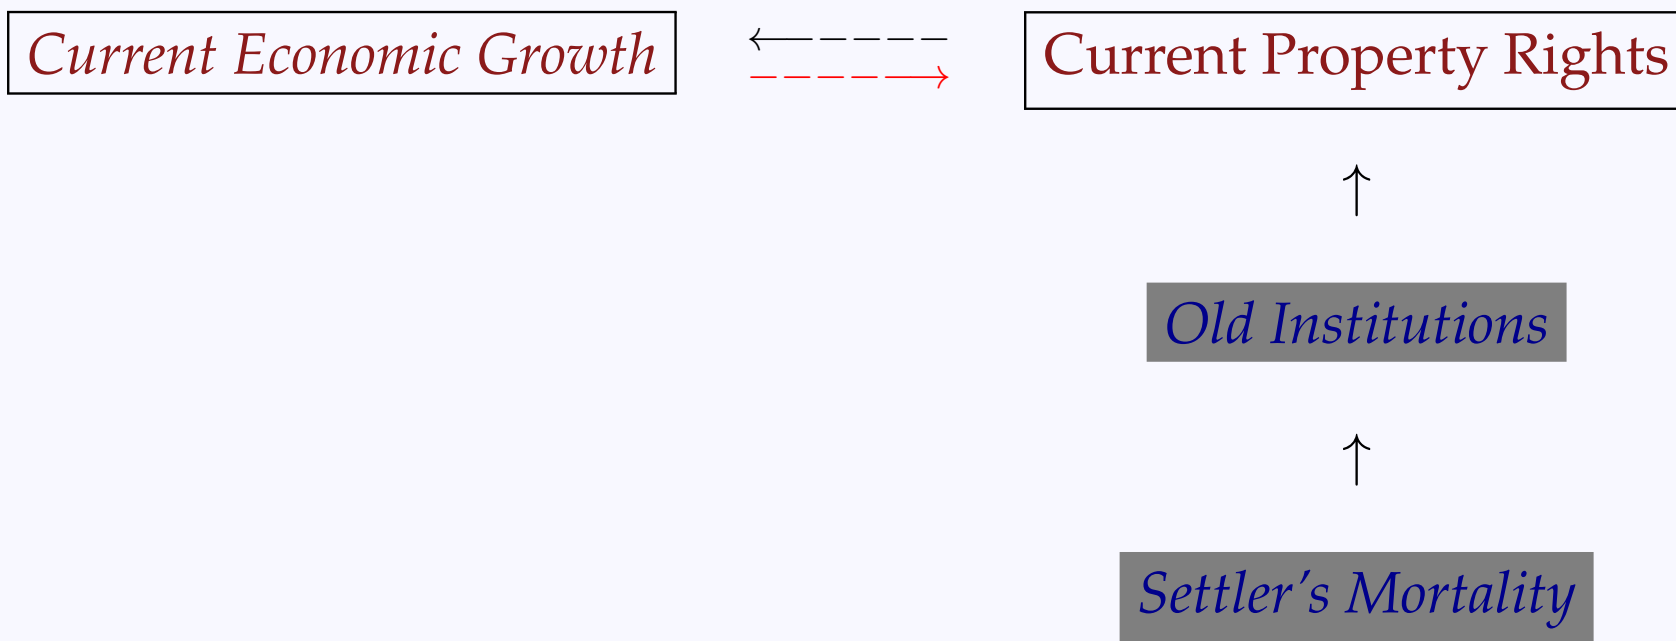 Current Economic Growth
Current Property Rights
Old Institutions
Settler’s Mortality